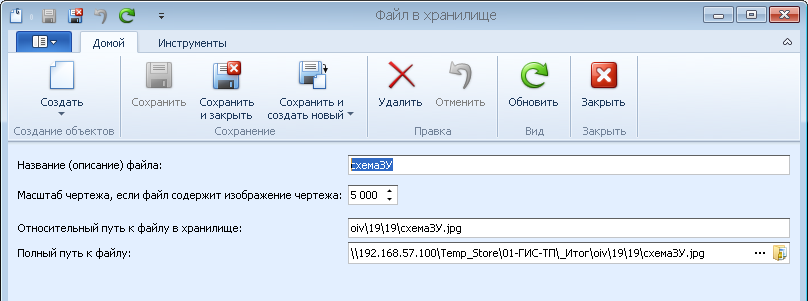 Файл в хранилище
Домой
Инструменты
Создать
Сохранить
Сохранить и закрыть
Сохранить и создать новый
Удалить
Отменить
Обновить
Закрыть
Создание объектов
Сохранение
Правка
Вид
Закрыть
Название (описание) файла: схемаЗУ
Масштаб чертежа, если файл содержит изображение чертежа: 5 000
Относительный путь к файлу в хранилище: oiv\19\19\схемаЗУ.jpg
Полный путь к файлу: \\192.168.57.100\Temp_Store\01-ГИС-ТП\_Итог\oiv\19\19\схемаЗУ.jpg ...